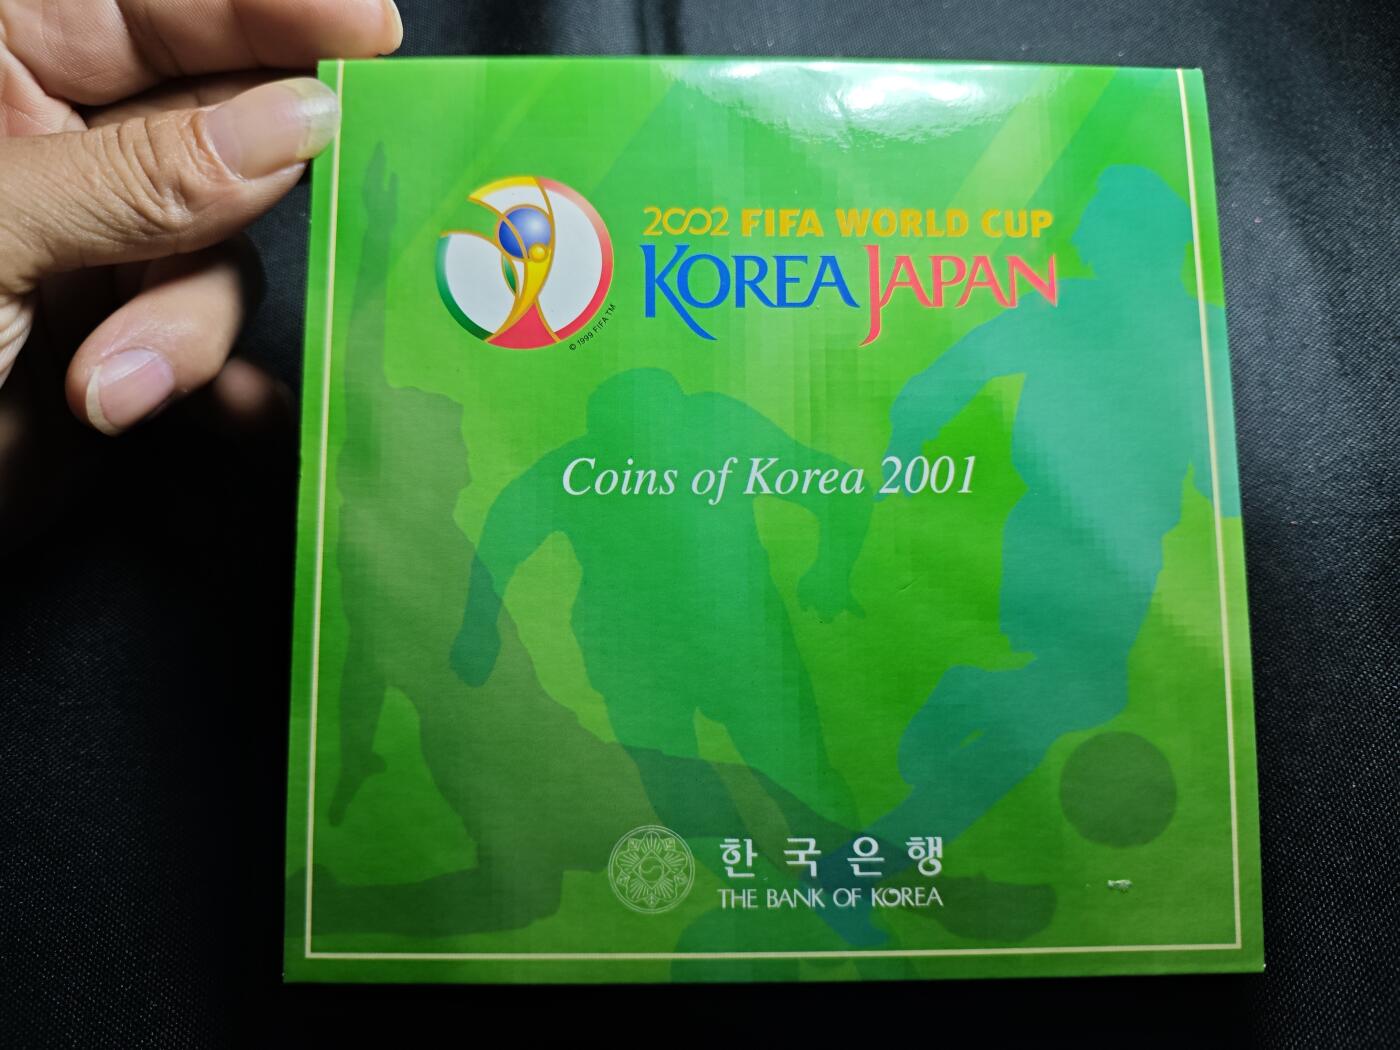 2002 FIFA WORLD CUP
KOREA JAPAN
© 1999 FIFA TM
Coins of Korea 2001
한국은행
THE BANK OF KOREA